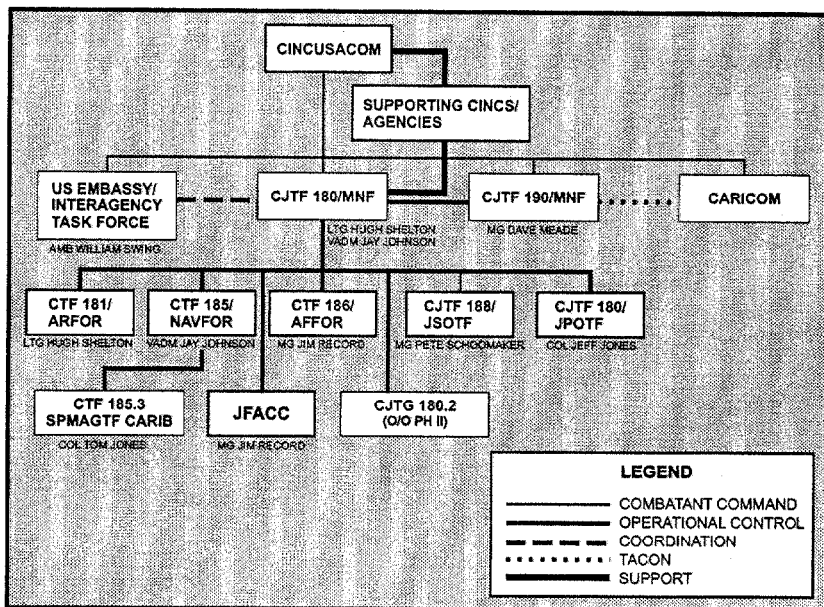 CINCUSACOM
SUPPORTING CINCS/
AGENCIES
US EMBASSY/
INTERAGENCY
TASK FORCE
AMB WILLIAM SWING
CJTF 180/MNF
LTG HUGH SHELTON
VADM JAY JOHNSON
CJTF 190/MNF
MG DAVE MEADE
CARICOM
CTF 181/
ARFOR
LTG HUGH SHELTON
CTF 185/
NAVFOR
VADM JAY JOHNSON
CTF 186/
AFFOR
MG JIM RECORD
CJTF 188/
JSOTF
MG PETE SCHOOMAKER
CJTF 180/
JPOTF
COL JEFF JONES
CTF 185.3
SPMAGTF CARIB
COL TOM JONES
JFACC
MG JIM RECORD
CJTG 180.2
(O/O PH II)
LEGEND
COMBATANT COMMAND
OPERATIONAL CONTROL
COORDINATION
TACON
SUPPORT